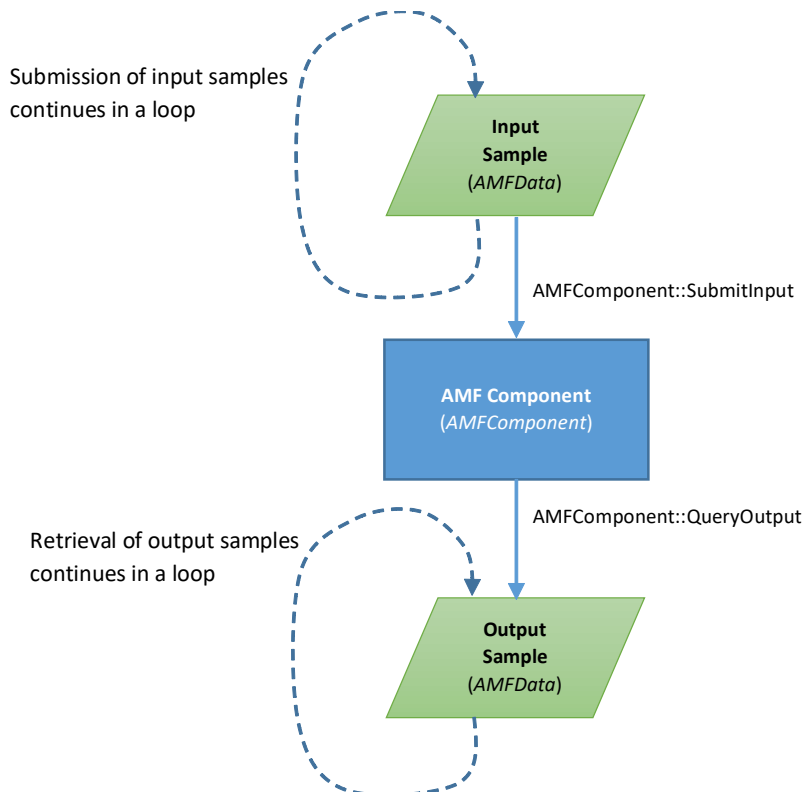 Submission of input samples
continues in a loop
Input
Sample
(AMFData)
AMFComponent::SubmitInput
AMF Component
(AMFComponent)
AMFComponent::QueryOutput
Retrieval of output samples
continues in a loop
Output
Sample
(AMFData)